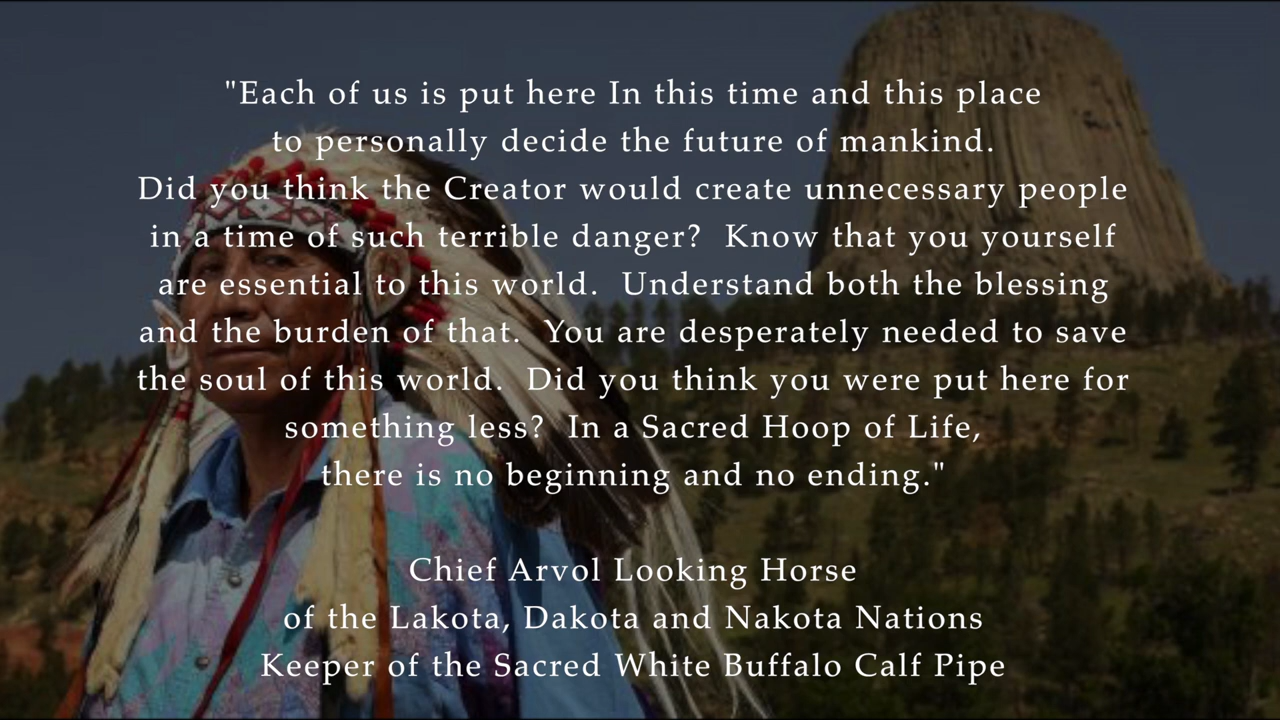 "Each of us is put here In this time and this place
to personally decide the future of mankind.
Did you think the Creator would create unnecessary people
in a time of such terrible danger?  Know that you yourself
are essential to this world.  Understand both the blessing
and the burden of that.  You are desperately needed to save
the soul of this world.  Did you think you were put here for
something less?  In a Sacred Hoop of Life,
there is no beginning and no ending."
Chief Arvol Looking Horse
of the Lakota, Dakota and Nakota Nations
Keeper of the Sacred White Buffalo Calf Pipe